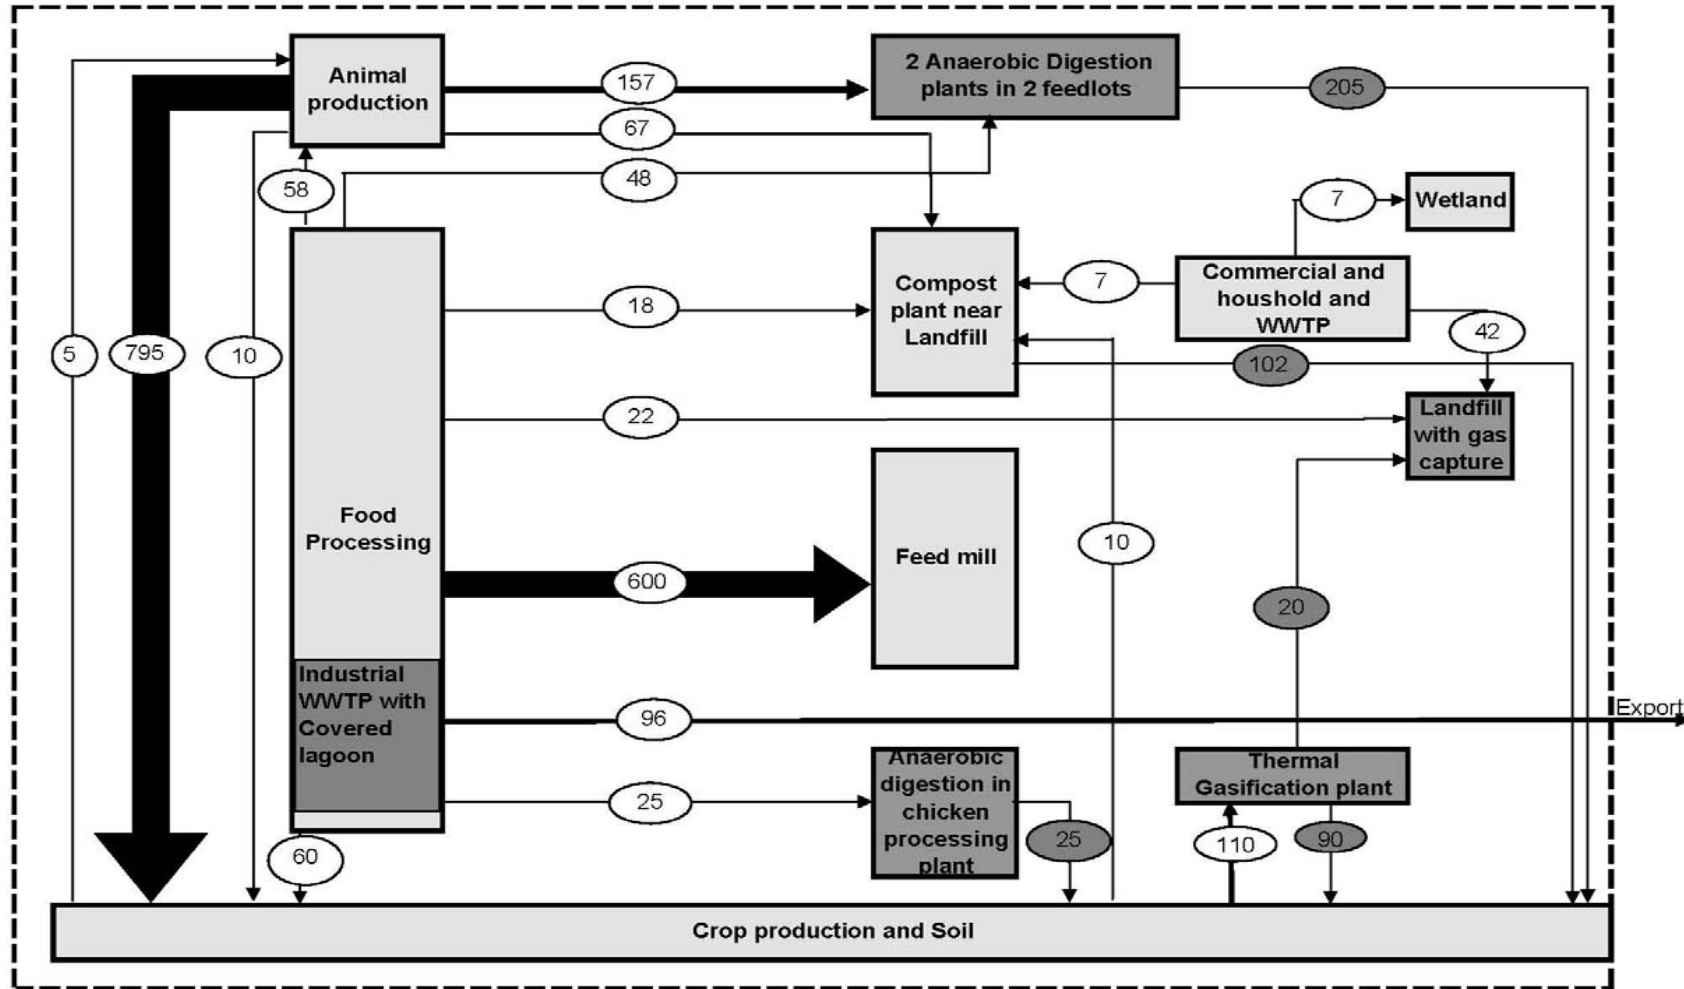 Animal
production
157
2 Anaerobic Digestion
plants in 2 feedlots
205
67
48
58
7
Wetland
Commercial and
houshold and
WWTP
7
Compost
plant near
Landfill
18
42
102
5
795
10
22
Landfill
with gas
capture
Food
Processing
600
Feed mill
10
20
Industrial
WWTP with
Covered
lagoon
96
Export
25
Anaerobic
digestion in
chicken
processing
plant
25
Thermal
Gasification plant
110
90
60
Crop production and Soil